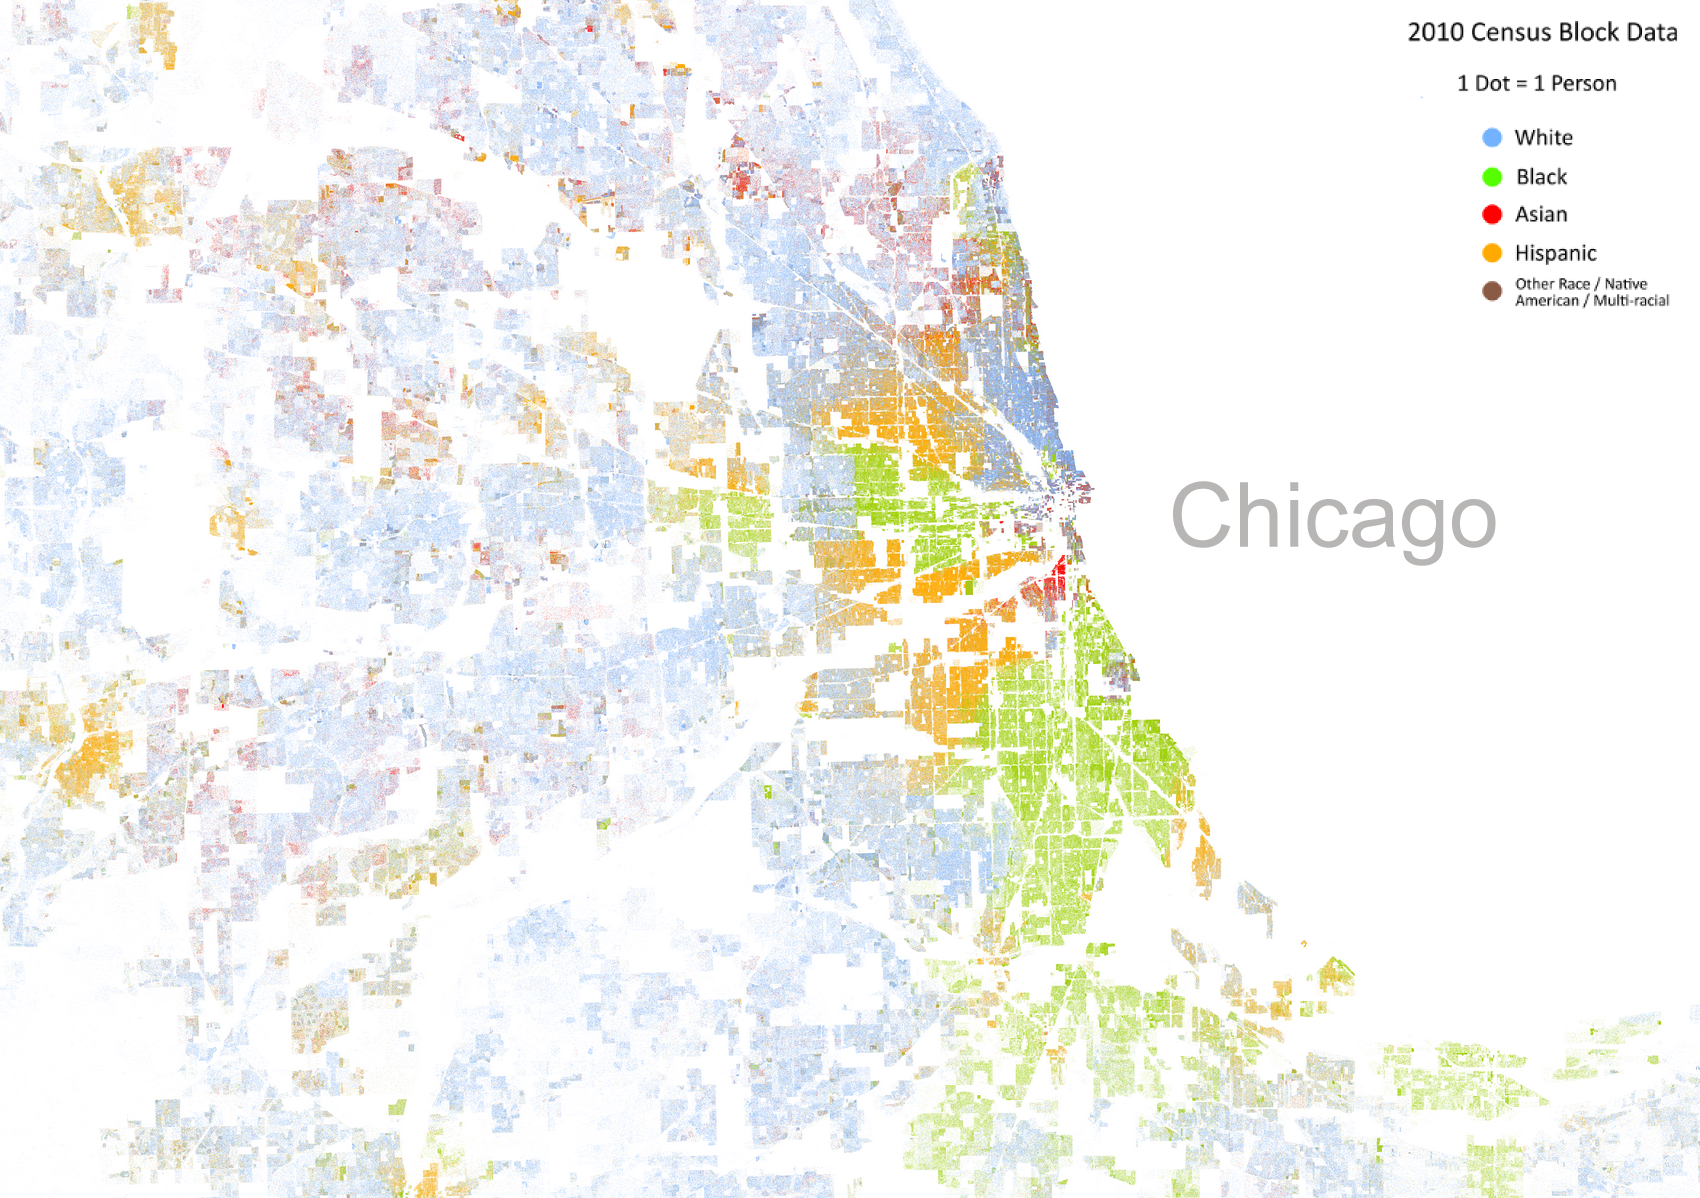 2010 Census Block Data
1 Dot = 1 Person
White
Black
Asian
Hispanic
Other Race / Native
American / Multi-racial
Chicago